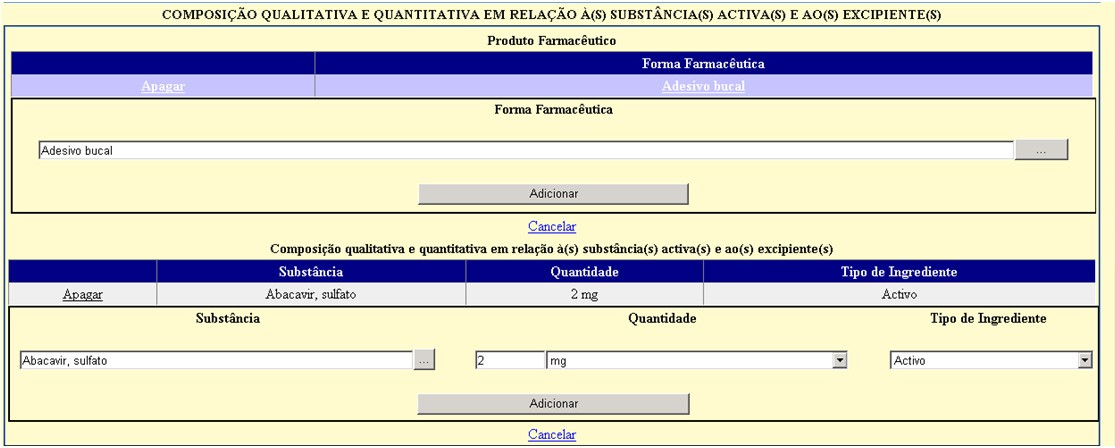 COMPOSIÇÃO QUALITATIVA E QUANTITATIVA EM RELAÇÃO À(S) SUBSTÂNCIA(S) ACTIVA(S) E AO(S) EXCIPIENTE(S)
Produto Farmacêutico
Forma Farmacêutica
Apagar Adesivo bucal
Forma Farmacêutica
Adesivo bucal ...
Adicionar
Cancelar
Composição qualitativa e quantitativa em relação à(s) substância(s) activa(s) e ao(s) excipiente(s)
Substância Quantidade Tipo de Ingrediente
Apagar Abacavir, sulfato 2 mg Activo
Substância Quantidade Tipo de Ingrediente
Abacavir, sulfato ... 2 mg Activo
Adicionar
Cancelar